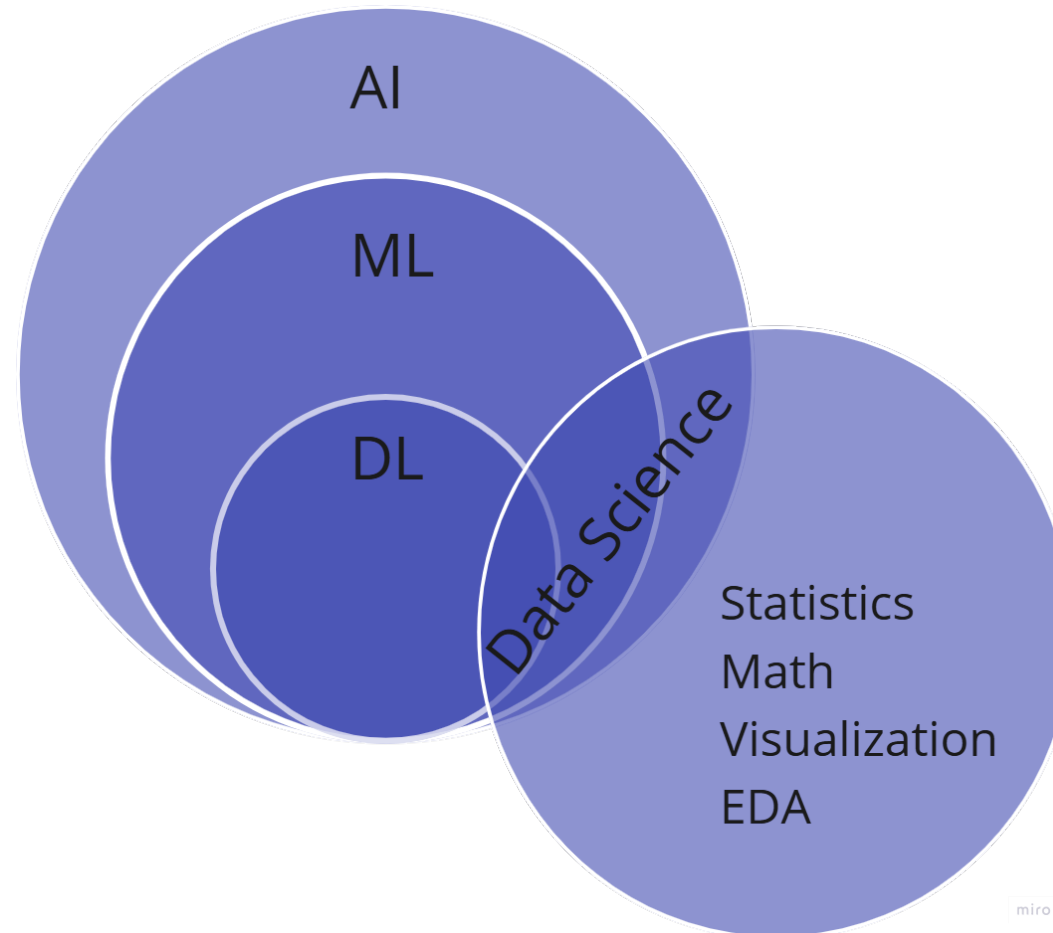 AI
ML
DL
Data Science
Statistics
Math
Visualization
EDA
miro